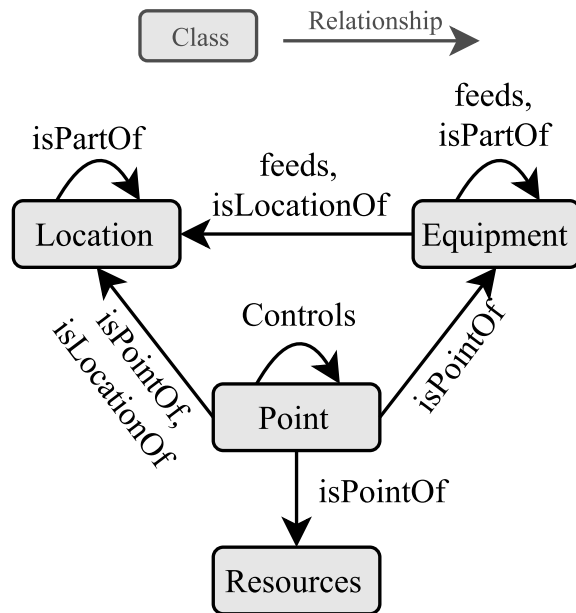 Class
Relationship
isPartOf
feeds,
isPartOf
feeds,
isLocationOf
Location
Equipment
isPointOf,
isLocationOf
Controls
isPointOf
Point
isPointOf
Resources